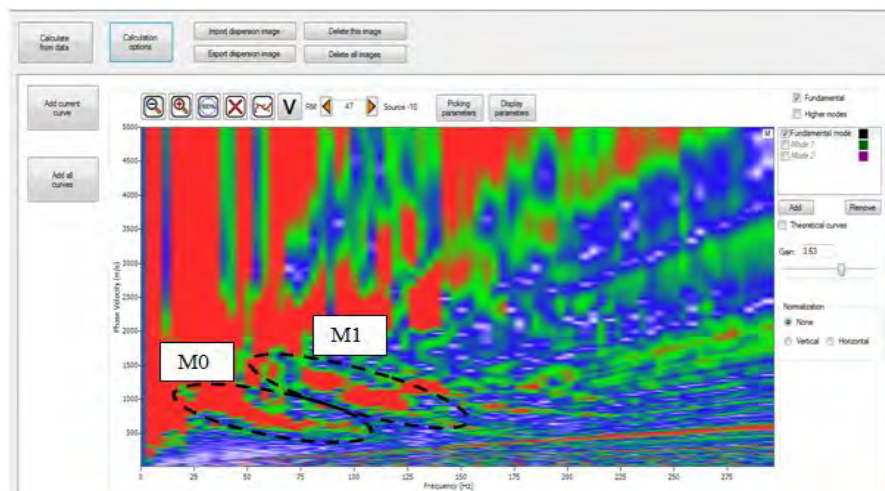 Calculate from data
Calculation options
Import dispersion image
Delete this image
Export dispersion image
Delete all images
Add current curve
Add all curves
100%
V
RM
47
Source -10
Picking parameters
Display parameters
Fundamental
Higher modes
Fundamental mode
Mode 1
Mode 2
Add
Remove
Theoretical curves
Gain: 3.63
Normalization
None
Vertical
Horizontal
M
M0
M1
Phase Velocity (m/s)
5000
4500
4000
3500
3000
2500
2000
1500
1000
500
0
25
50
75
100
125
150
175
200
225
250
275
Frequency (Hz)